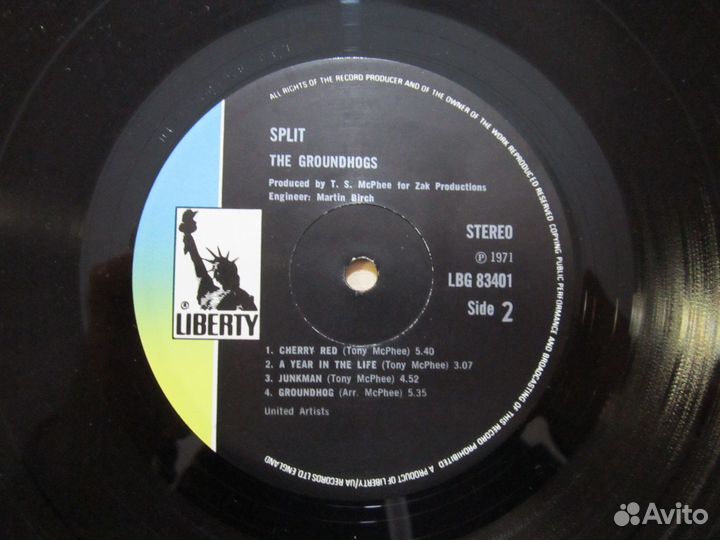 ALL RIGHTS OF THE RECORD PRODUCER AND OF THE OWNER OF THE WORK REPRODUCED RESERVED COPYING PUBLIC PERFORMANCE AND BROADCASTING OF THIS RECORD PROHIBITED A PRODUCT OF LIBERTY/UA RECORDS LTD. ENGLAND
SPLIT
THE GROUNDHOGS
Produced by T. S. McPhee for Zak Productions
Engineer: Martin Birch
STEREO
℗ 1971
LBG 83401
Side 2
®
LIBERTY
1. CHERRY RED (Tony McPhee) 5.40
2. A YEAR IN THE LIFE (Tony McPhee) 3.07
3. JUNKMAN (Tony McPhee) 4.52
4. GROUNDHOG (Arr. McPhee) 5.35
United Artists
Avito